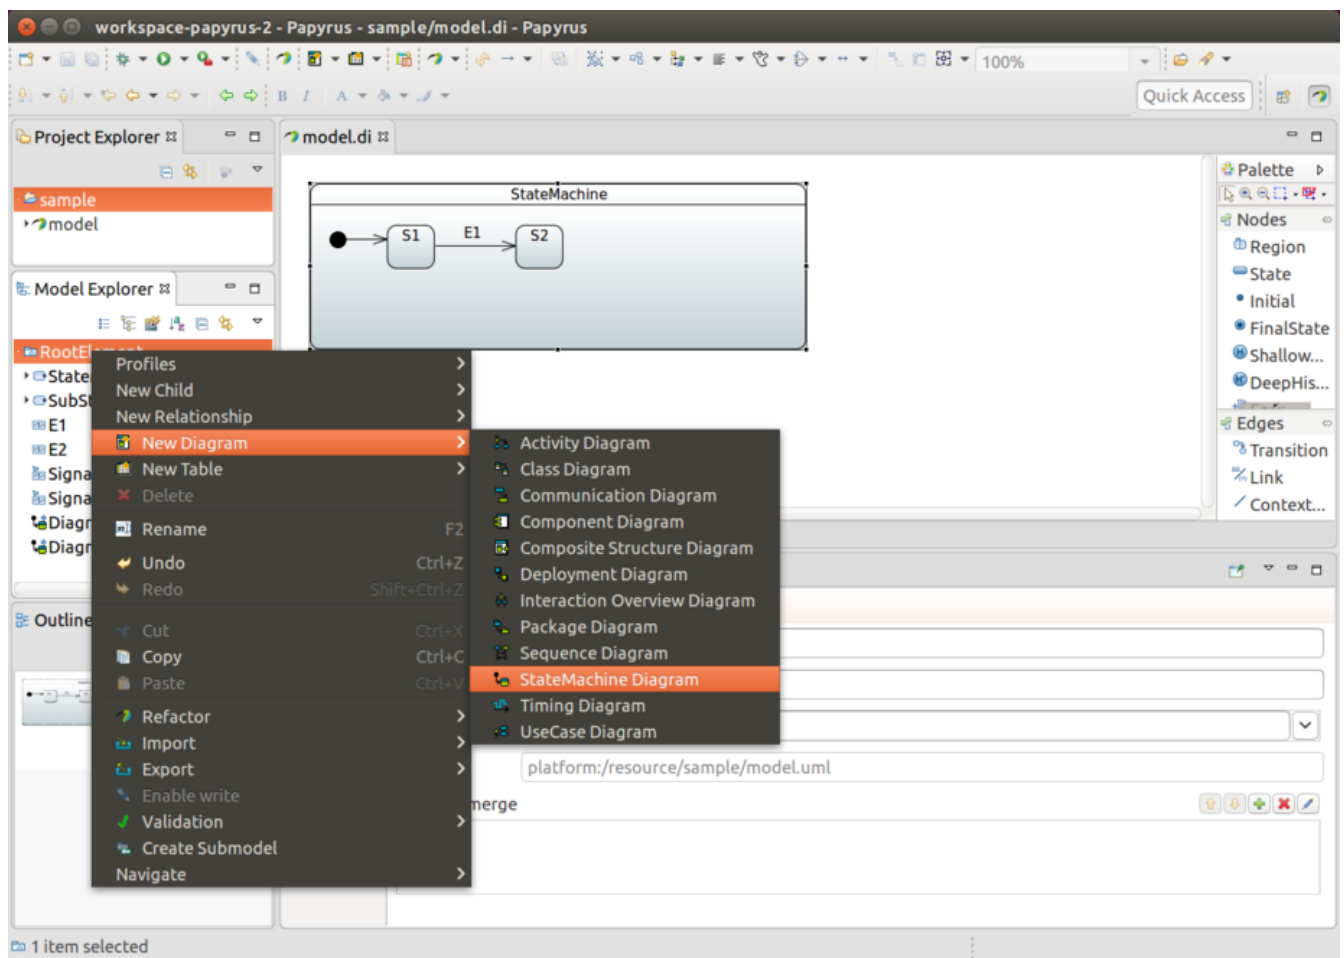 workspace-papyrus-2 - Papyrus - sample/model.di - Papyrus
100%
B I A
Quick Access
Project Explorer
model.di
sample
model
StateMachine
S1
E1
S2
Palette
Nodes
Region
State
Initial
FinalState
Shallow...
DeepHis...
Edges
Transition
Link
Context...
Model Explorer
RootElement
State
SubSt
E1
E2
Signa
Signa
Diagr
Diagr
Outline
Profiles
New Child
New Relationship
New Diagram
New Table
Delete
Rename F2
Undo Ctrl+Z
Redo Shift+Ctrl+Z
Cut Ctrl+X
Copy Ctrl+C
Paste Ctrl+V
Refactor
Import
Export
Enable write
Validation
Create Submodel
Navigate
Activity Diagram
Class Diagram
Communication Diagram
Component Diagram
Composite Structure Diagram
Deployment Diagram
Interaction Overview Diagram
Package Diagram
Sequence Diagram
StateMachine Diagram
Timing Diagram
UseCase Diagram
platform:/resource/sample/model.uml
merge
1 item selected